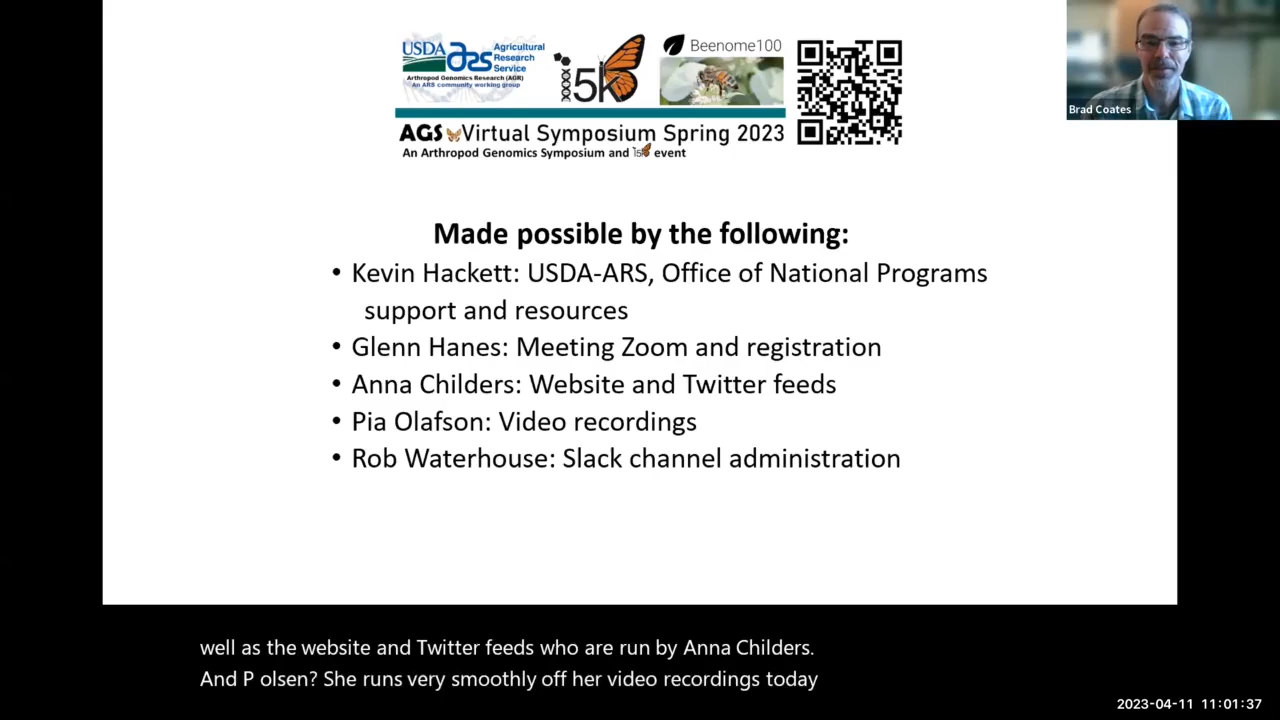 USDA ars Agricultural
Research
Service
Arthropod Genomics Research (AGR)
An ARS community working group
i5k
Beenome100
AGS Virtual Symposium Spring 2023
An Arthropod Genomics Symposium and i5k event
Brad Coates
Made possible by the following:
• Kevin Hackett: USDA-ARS, Office of National Programs
support and resources
• Glenn Hanes: Meeting Zoom and registration
• Anna Childers: Website and Twitter feeds
• Pia Olafson: Video recordings
• Rob Waterhouse: Slack channel administration
well as the website and Twitter feeds who are run by Anna Childers.
And P olsen? She runs very smoothly off her video recordings today
2023-04-11 11:01:37